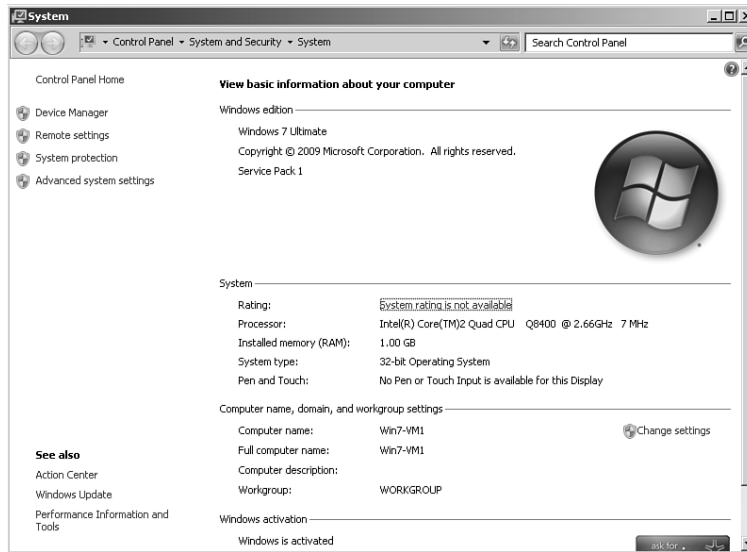 System
Control Panel ▾ System and Security ▾ System
Search Control Panel
Control Panel Home
Device Manager
Remote settings
System protection
Advanced system settings
See also
Action Center
Windows Update
Performance Information and
Tools
View basic information about your computer
Windows edition
Windows 7 Ultimate
Copyright © 2009 Microsoft Corporation. All rights reserved.
Service Pack 1
System
Rating: System rating is not available
Processor: Intel(R) Core(TM)2 Quad CPU Q8400 @ 2.66GHz 7 MHz
Installed memory (RAM): 1.00 GB
System type: 32-bit Operating System
Pen and Touch: No Pen or Touch Input is available for this Display
Computer name, domain, and workgroup settings
Computer name: Win7-VM1
Change settings
Full computer name: Win7-VM1
Computer description:
Workgroup: WORKGROUP
Windows activation
Windows is activated
ask for